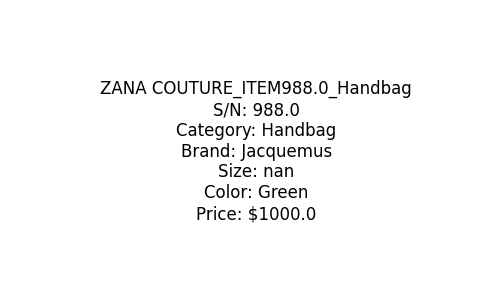 ZANA COUTURE_ITEM988.0_Handbag
S/N: 988.0
Category: Handbag
Brand: Jacquemus
Size: nan
Color: Green
Price: $1000.0